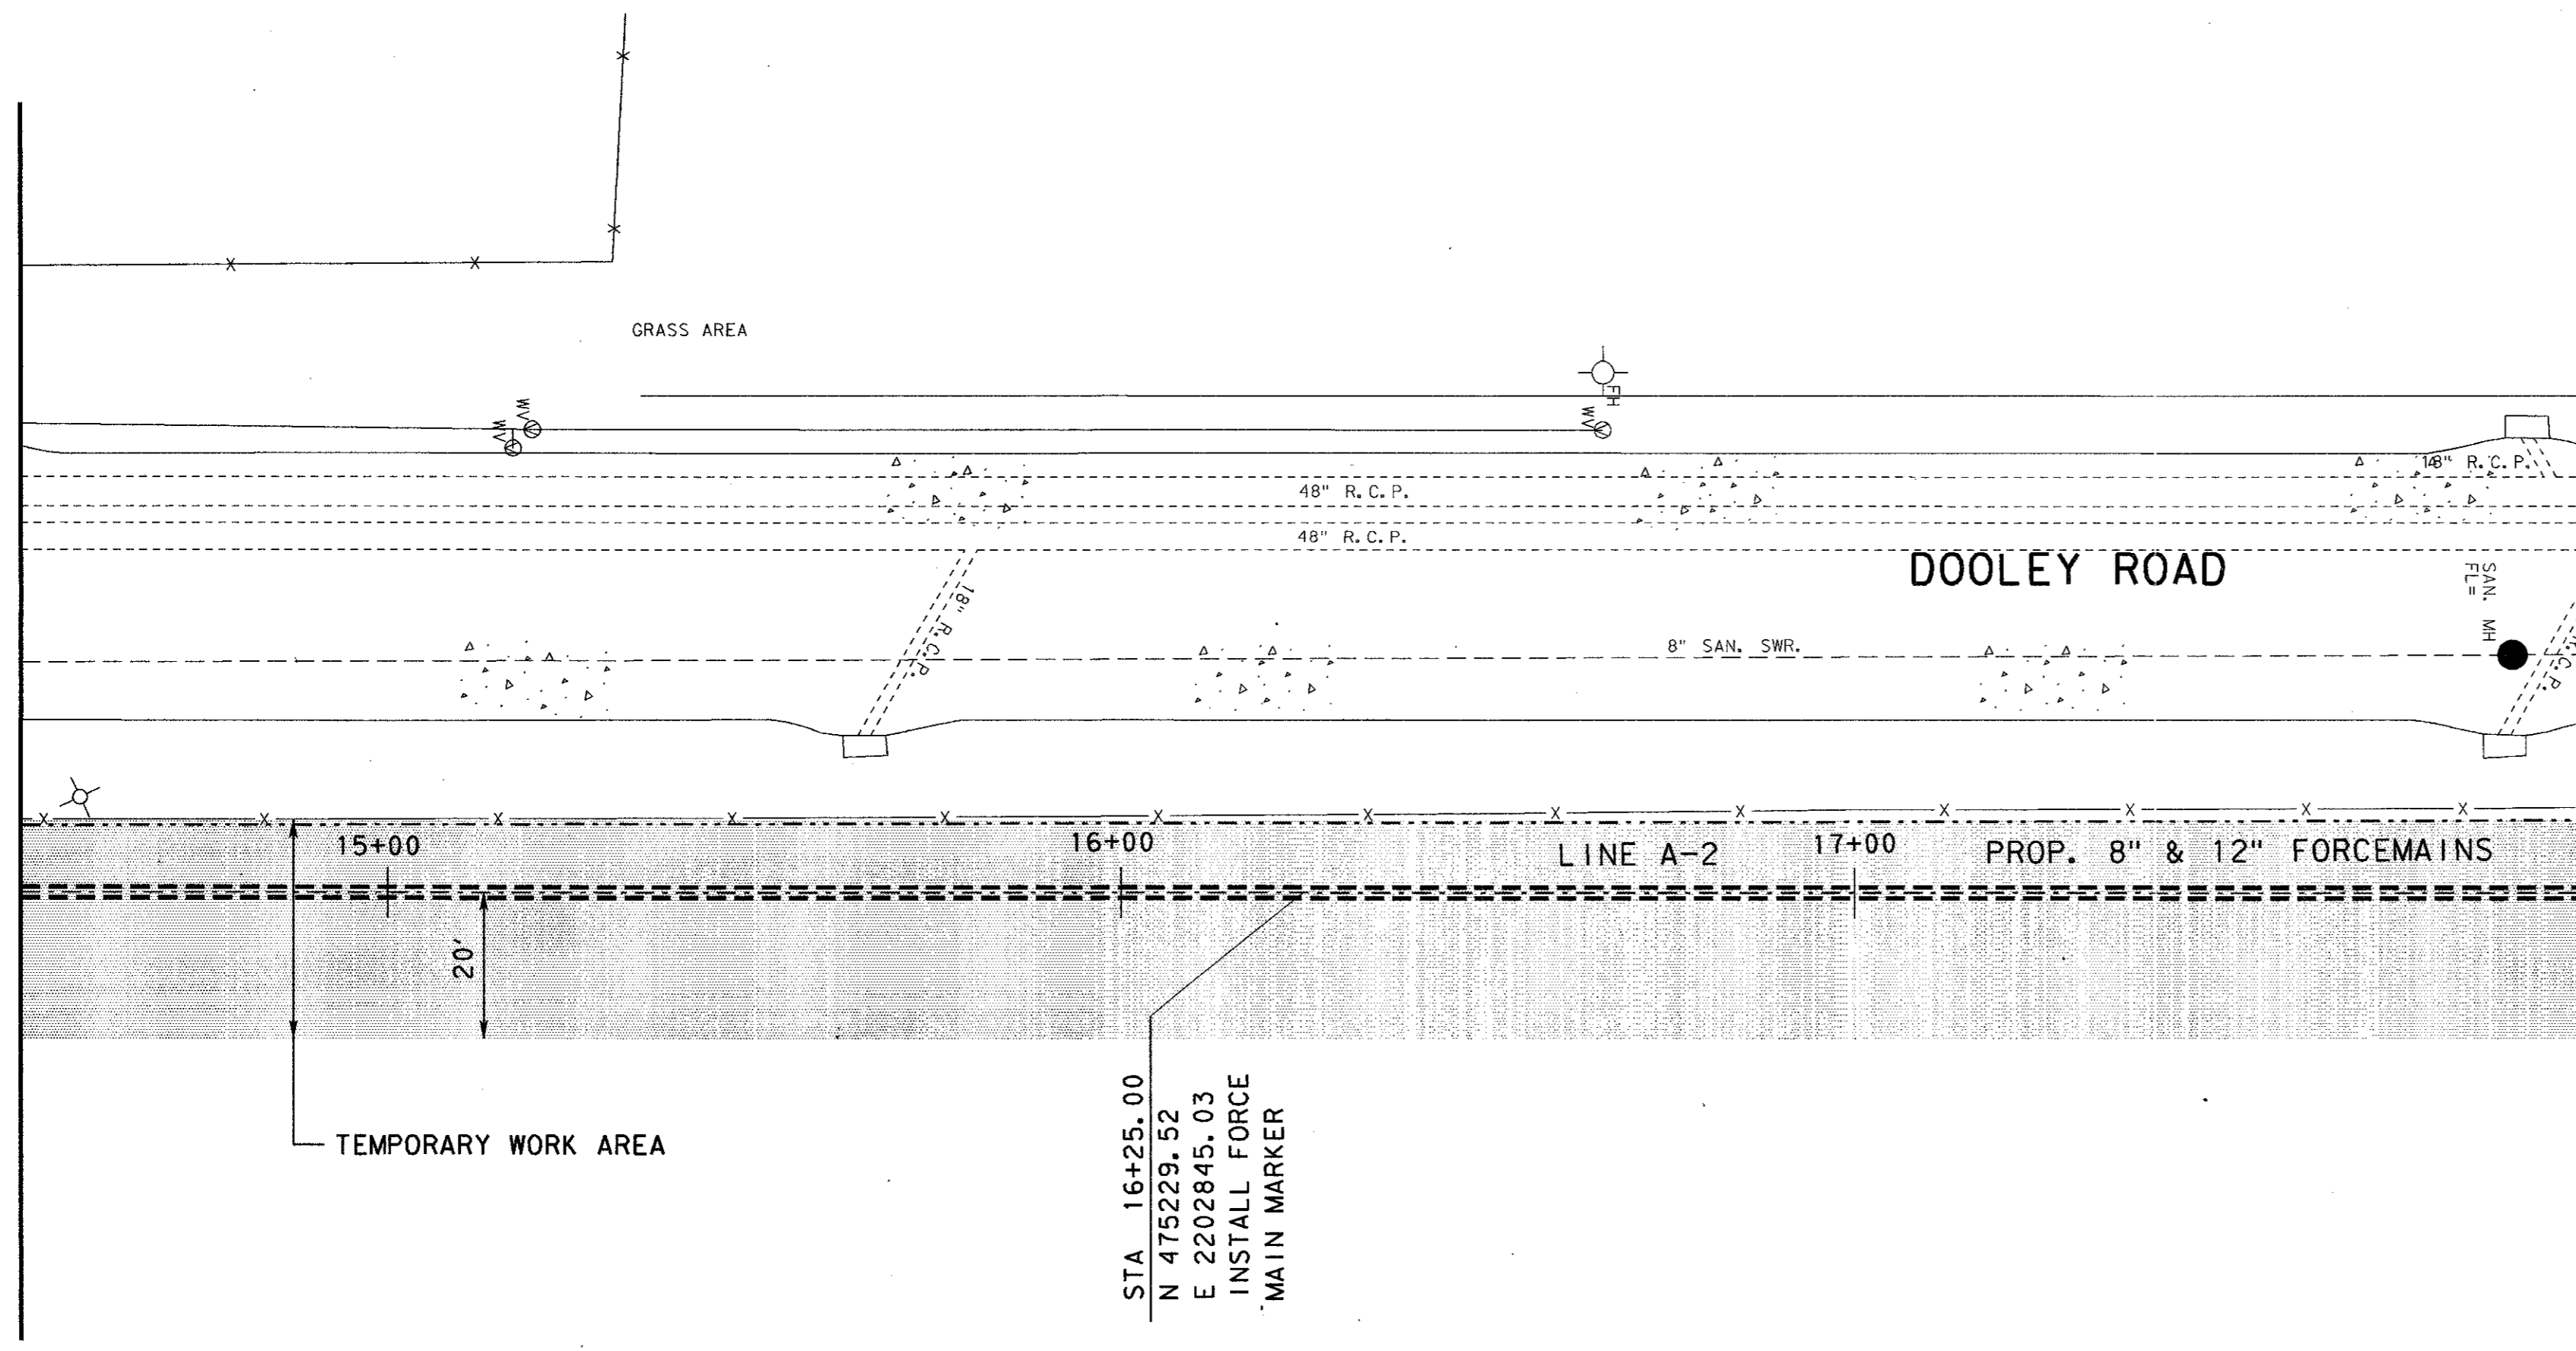 GRASS AREA
FH
WV
WV
WV
18" R.C.P.
48" R.C.P.
48" R.C.P.
DOOLEY ROAD
SAN. MH
FL=
18" R.C.P.
8" SAN. SWR.
R.C.P.
15+00
16+00
LINE A-2
17+00
PROP. 8" & 12" FORCEMAINS
20'
TEMPORARY WORK AREA
STA 16+25.00
N 475229.52
E 2202845.03
INSTALL FORCE
MAIN MARKER